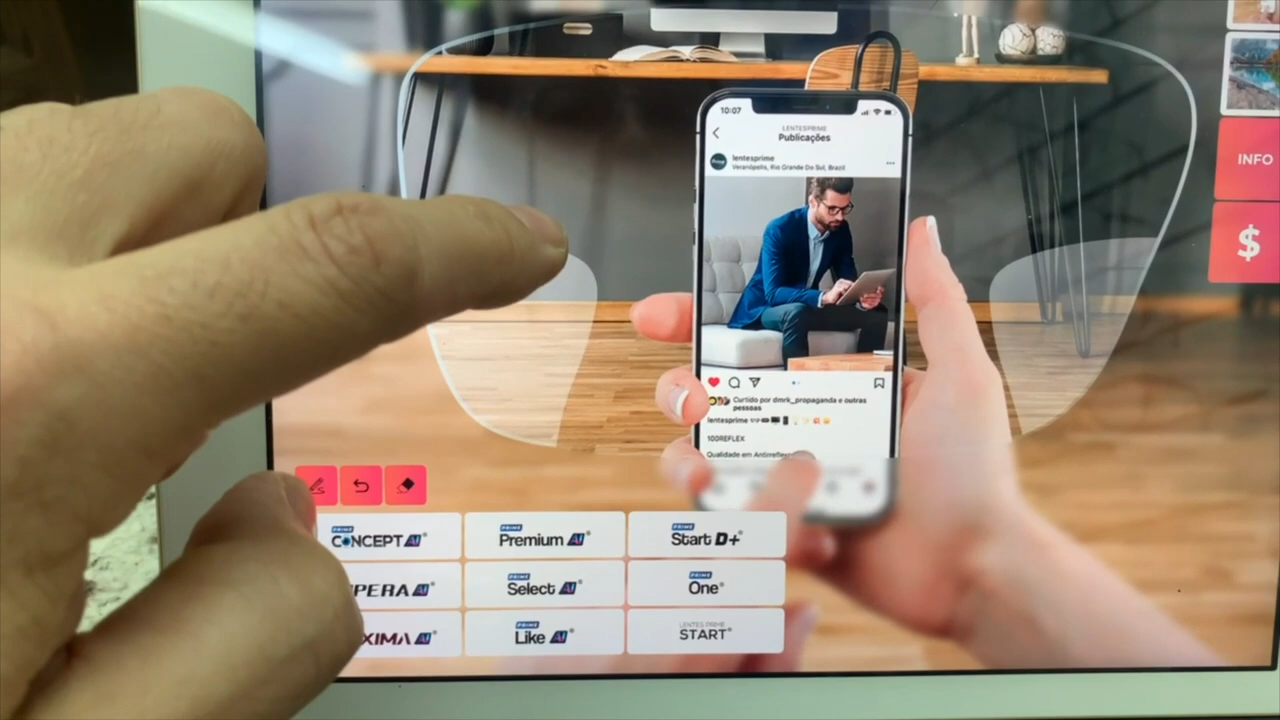 10:07
LENTESPRIME
Publicações
lentesprime
Veranópolis, Rio Grande Do Sul, Brazil
INFO
$
Curtido por dmrk_propaganda e outras
pessoas
lentesprime
100REFLEX
Qualidade em Antirreflex
PRIME
CONCEPT AI®
PRIME
Premium AI®
PRIME
Start D+®
PERA AI®
PRIME
Select AI®
PRIME
One®
XIMA AI®
PRIME
Like AI®
LENTES PRIME
START®